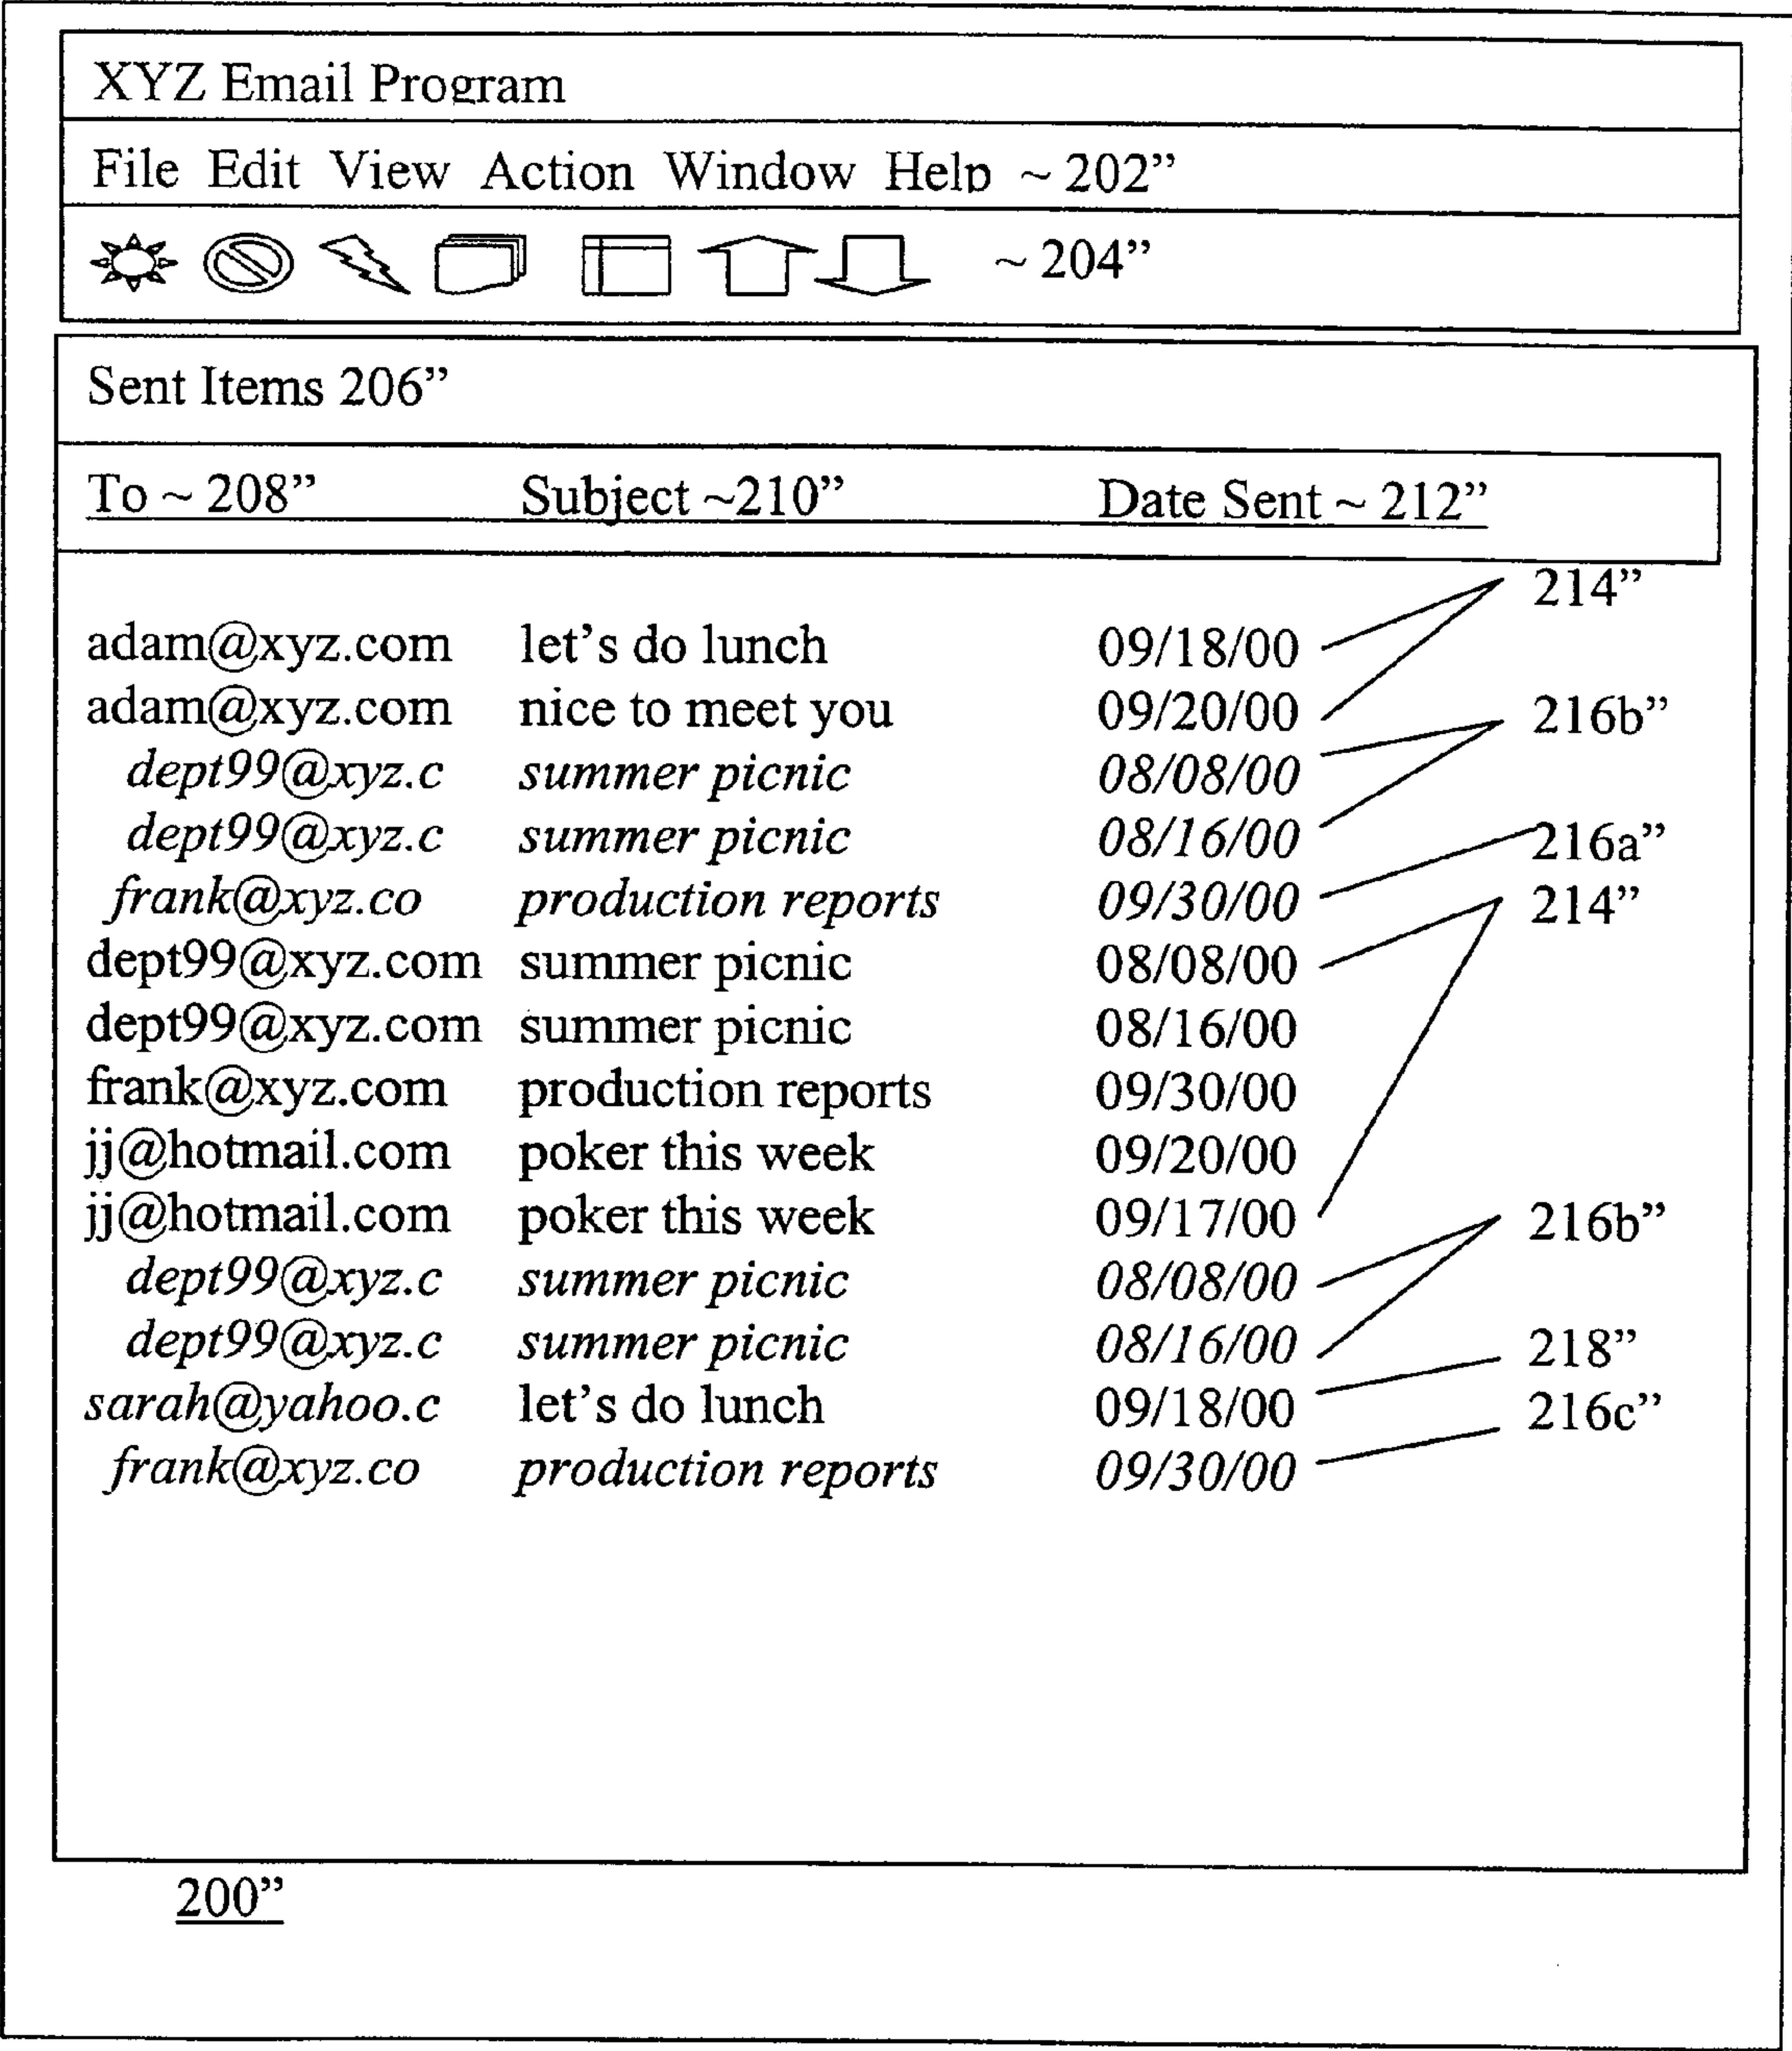 XYZ Email Program
File Edit View Action Window Help ~ 202”
~ 204”
Sent Items 206”
To ~ 208” Subject ~210” Date Sent ~ 212”
214”
adam@xyz.com let's do lunch 09/18/00
adam@xyz.com nice to meet you 09/20/00 216b”
dept99@xyz.c summer picnic 08/08/00
dept99@xyz.c summer picnic 08/16/00 216a”
frank@xyz.co production reports 09/30/00 214”
dept99@xyz.com summer picnic 08/08/00
dept99@xyz.com summer picnic 08/16/00
frank@xyz.com production reports 09/30/00
jj@hotmail.com poker this week 09/20/00
jj@hotmail.com poker this week 09/17/00 216b”
dept99@xyz.c summer picnic 08/08/00
dept99@xyz.c summer picnic 08/16/00 218”
sarah@yahoo.c let's do lunch 09/18/00 216c”
frank@xyz.co production reports 09/30/00
200”